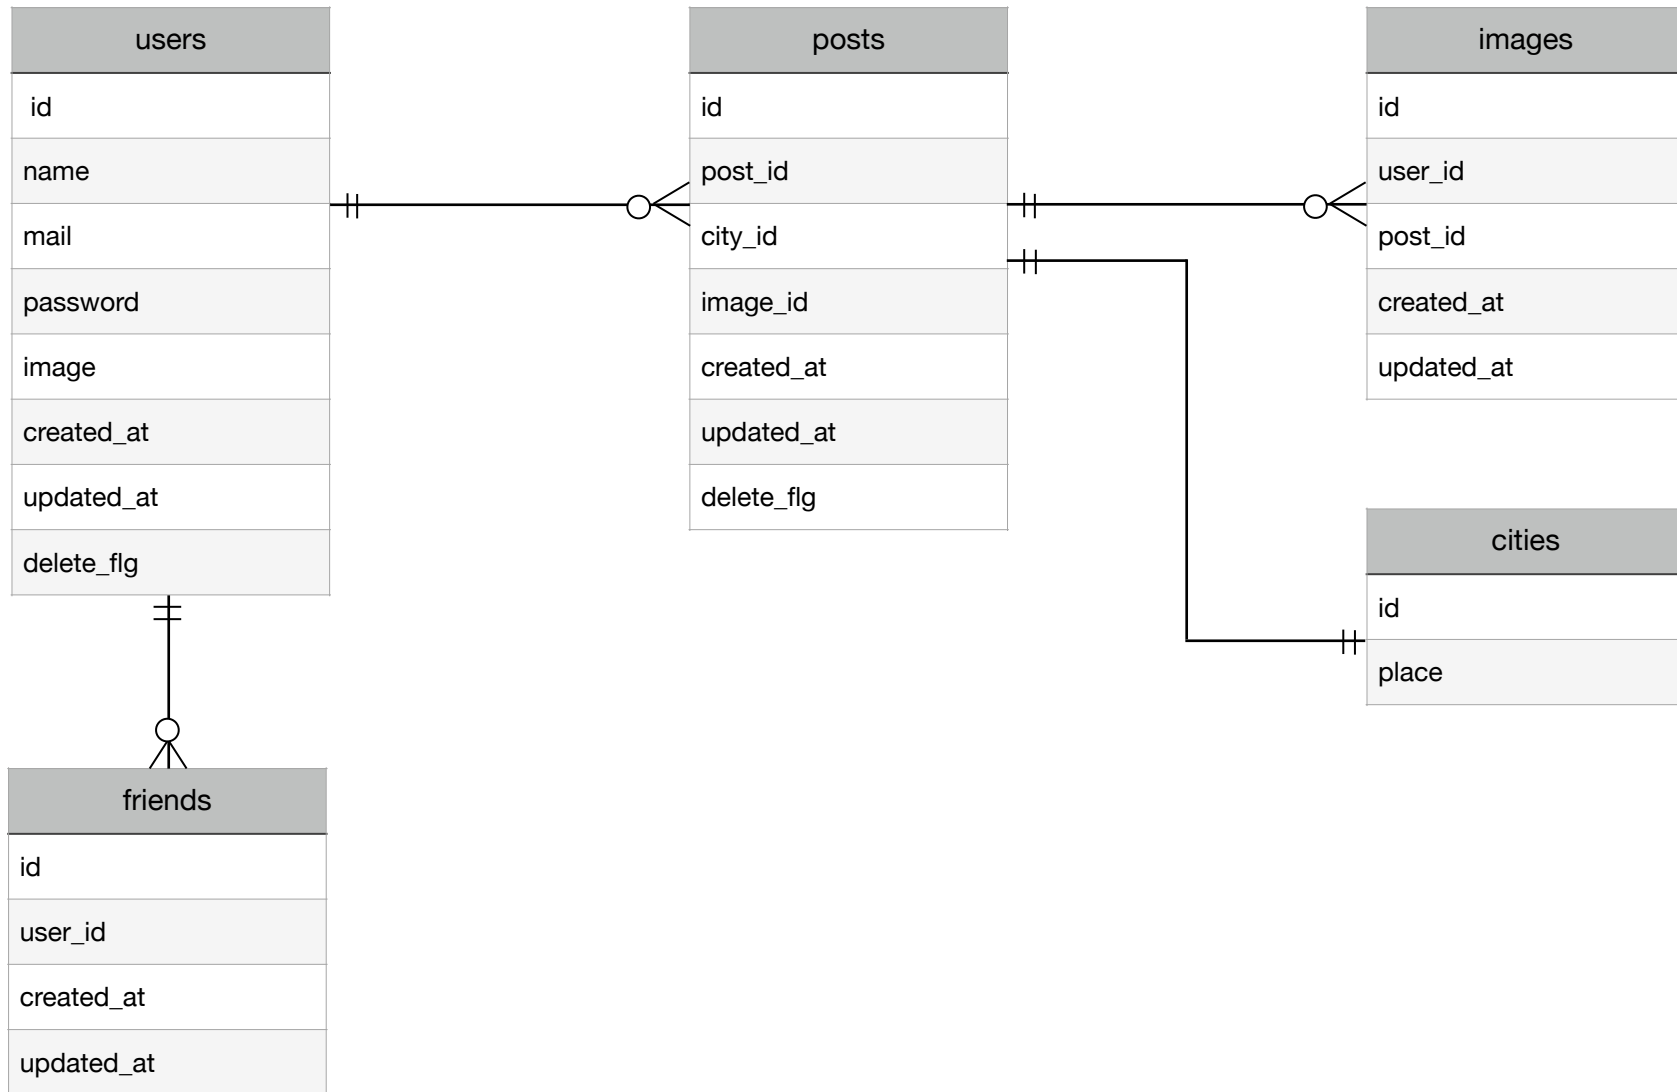 users
id
name
mail
password
image
created_at
updated_at
delete_flg
posts
id
post_id
city_id
image_id
created_at
updated_at
delete_flg
images
id
user_id
post_id
created_at
updated_at
cities
id
place
friends
id
user_id
created_at
updated_at